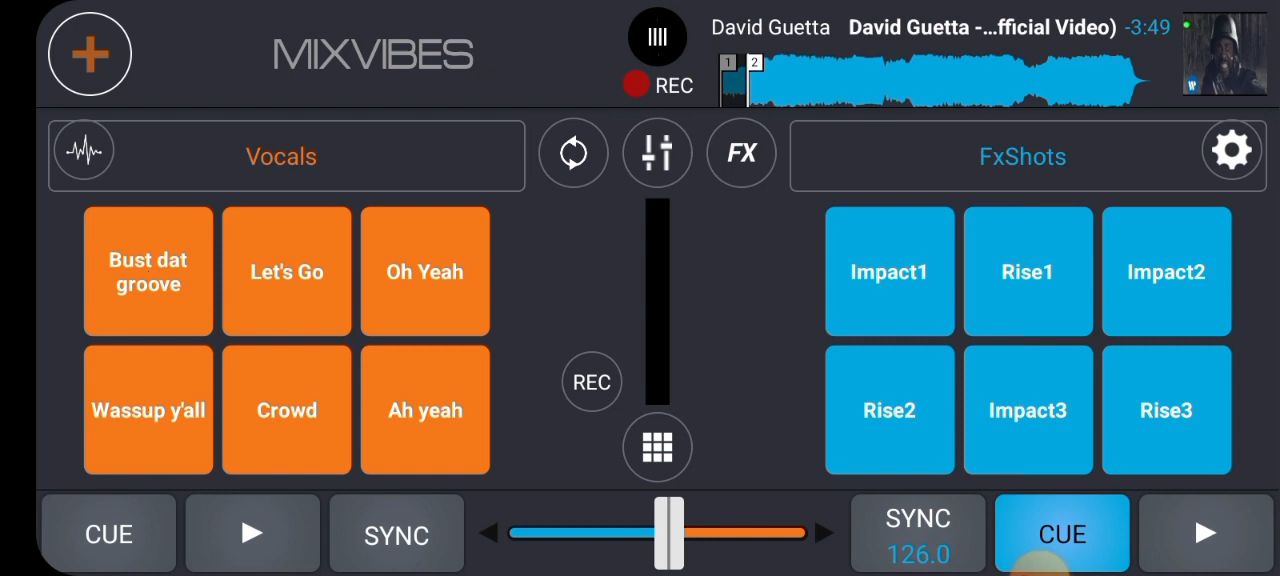 MIXVIBES
REC
David Guetta David Guetta -...fficial Video) -3:49
1 2
Vocals
FX
FxShots
Bust dat
groove
Let's Go
Oh Yeah
Impact1
Rise1
Impact2
Wassup y'all
Crowd
Ah yeah
REC
Rise2
Impact3
Rise3
CUE
SYNC
SYNC
126.0
CUE